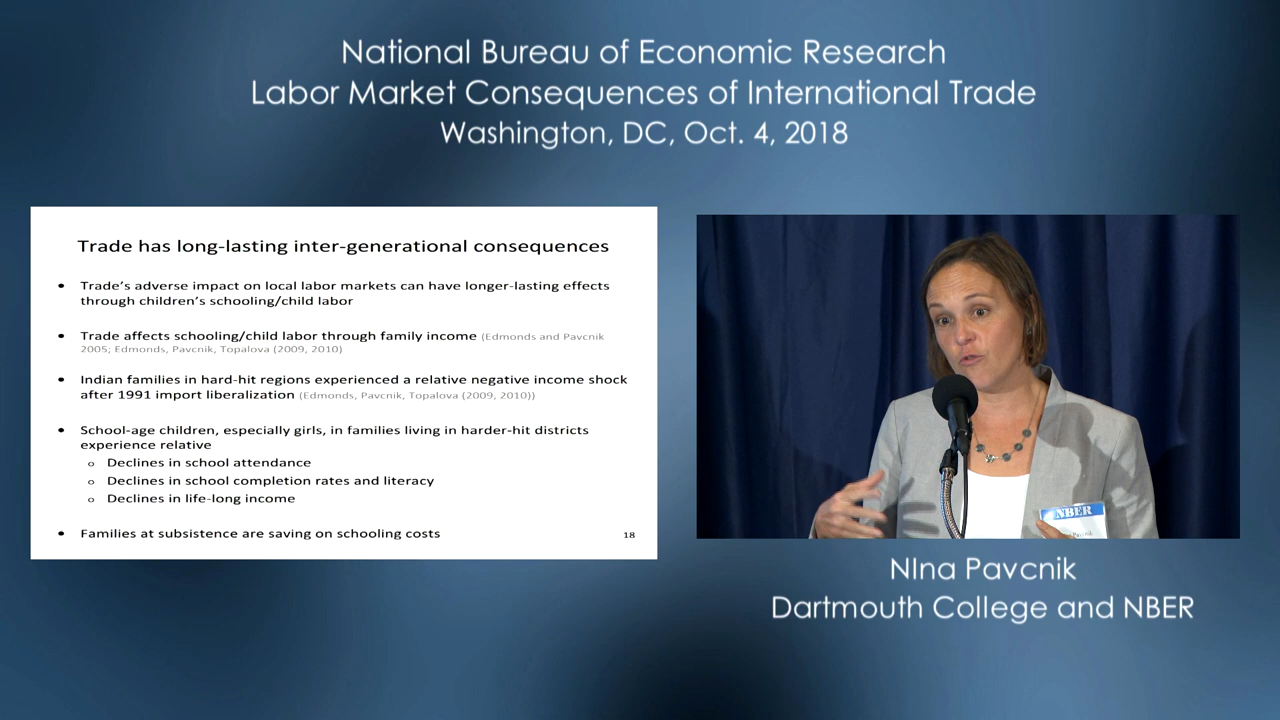 National Bureau of Economic Research
Labor Market Consequences of International Trade
Washington, DC, Oct. 4, 2018
Trade has long-lasting inter-generational consequences
• Trade's adverse impact on local labor markets can have longer-lasting effects
through children's schooling/child labor
• Trade affects schooling/child labor through family income (Edmonds and Pavcnik
2005; Edmonds, Pavcnik, Topalova (2009, 2010)
• Indian families in hard-hit regions experienced a relative negative income shock
after 1991 import liberalization (Edmonds, Pavcnik, Topalova (2009, 2010))
• School-age children, especially girls, in families living in harder-hit districts
experience relative
o Declines in school attendance
o Declines in school completion rates and literacy
o Declines in life-long income
• Families at subsistence are saving on schooling costs
18
NBER
NIna Pavcnik
Dartmouth College and NBER